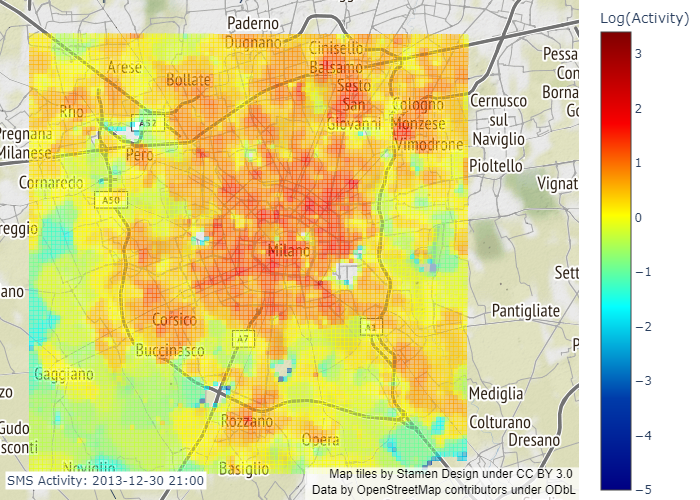 Log(Activity)
Paderno
Dugnano
Cinisello
Balsamo
Pessa
Con
Borna
Go
Arese
Bollate
Sesto
San
Giovanni
Cologno
Monzese
Vimodrone
Cernusco
sul
Naviglio
Rho
A52
Pregnana
Milanese
Pero
Pioltello
Cornaredo
Vignat
A50
reggio
Milano
Sett
ano
Pantigliate
Corsico
A7
A1
Buccinasco
P
Gaggiano
zo
Mediglia
Rozzano
Colturano
Gudo
sconti
Opera
Dresano
Noviglio
Basiglio
SMS Activity: 2013-12-30 21:00
Map tiles by Stamen Design under CC BY 3.0
Data by OpenStreetMap contributors under ODbL
3
2
1
0
−1
−2
−3
−4
−5